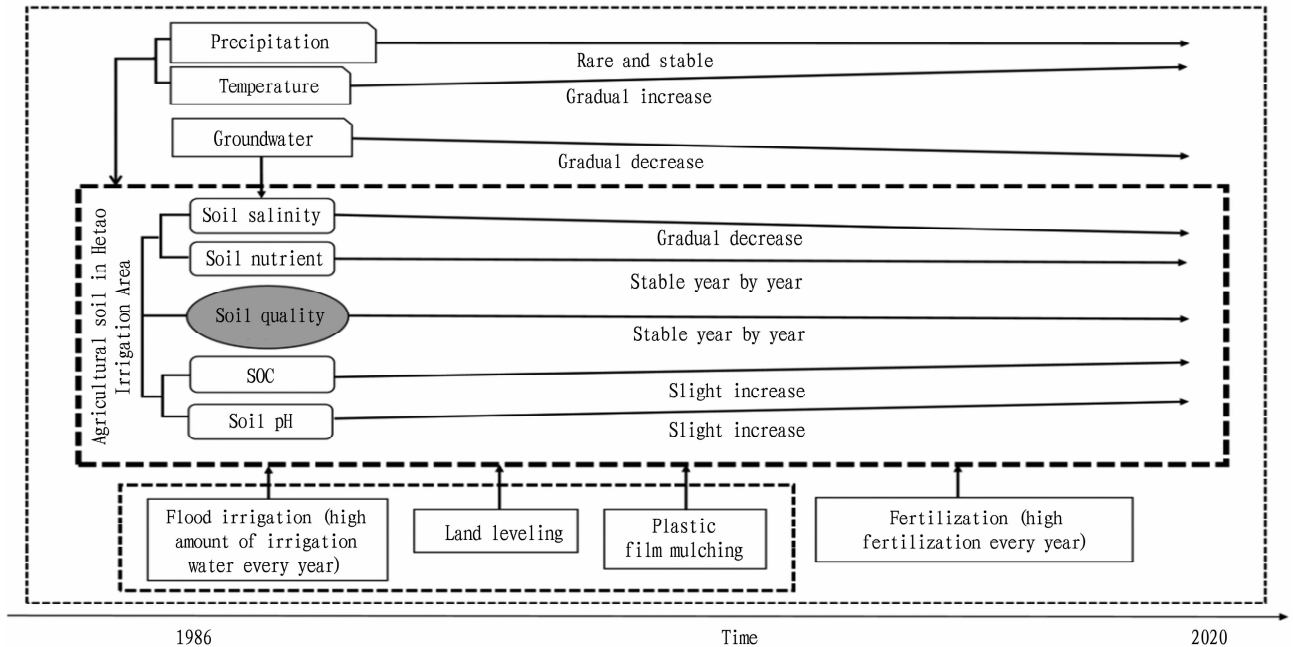 Prccipitation
Rare and stable
Temperature
Gradual increase
Groundwater
Gradual decrease
Agricultural soil in Hetao
Irrigation Area
Soil salinity
Gradual decrease
Soil nutrient
Stable year by year
Soil quality
Stable year by year
SOC
Slight increase
Soil pH
Slight increase
Flood irrigation (high
amount of irrigation
water every year)
Land leveling
Plastic
film mulching
Fertilization (high
fertilization every year)
1986
Time
2020